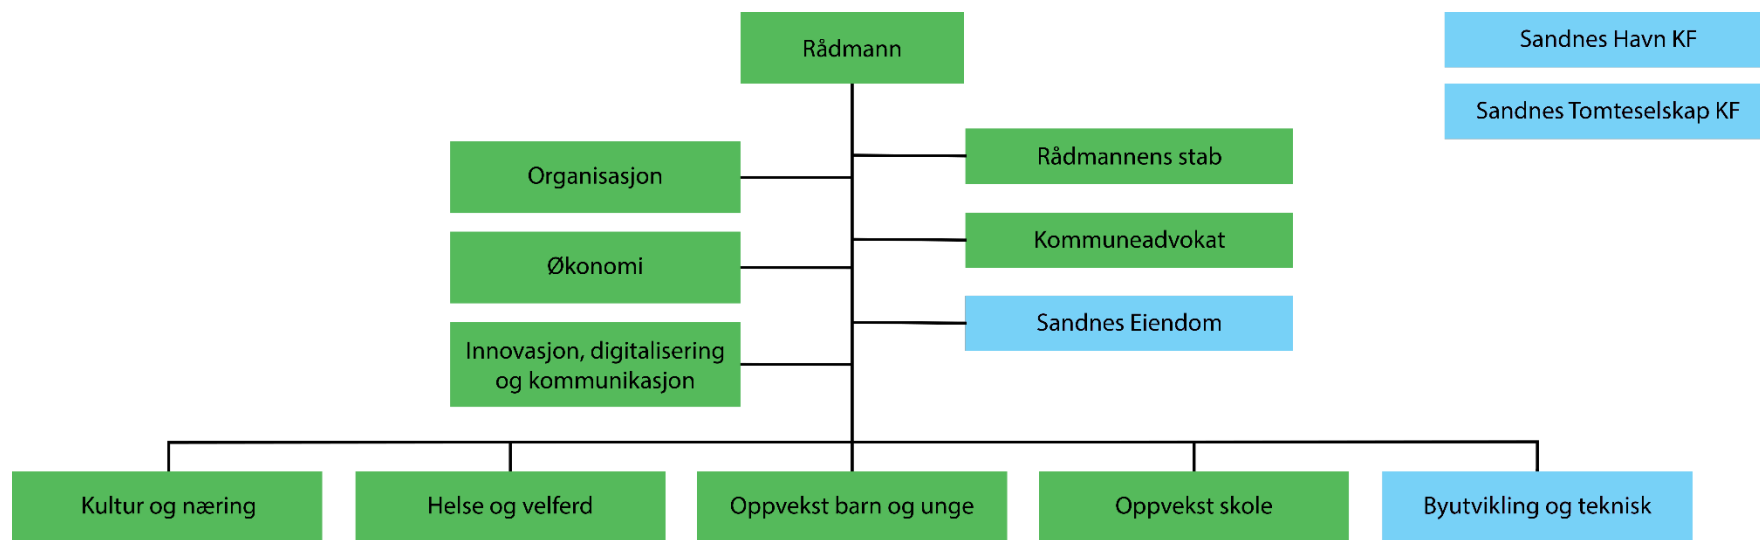 Rådmann
Sandnes Havn KF
Sandnes Tomteselskap KF
Organisasjon
Rådmannens stab
Økonomi
Kommuneadvokat
Innovasjon, digitalisering
og kommunikasjon
Sandnes Eiendom
Kultur og næring
Helse og velferd
Oppvekst barn og unge
Oppvekst skole
Byutvikling og teknisk